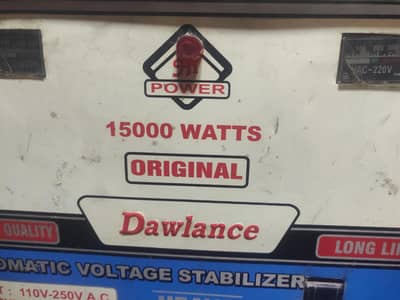 POWER
AC-220V
15000 WATTS
ORIGINAL
Dawlance
QUALITY
LONG LI
OMATIC VOLTAGE STABILIZER
: 110V-250V A.C